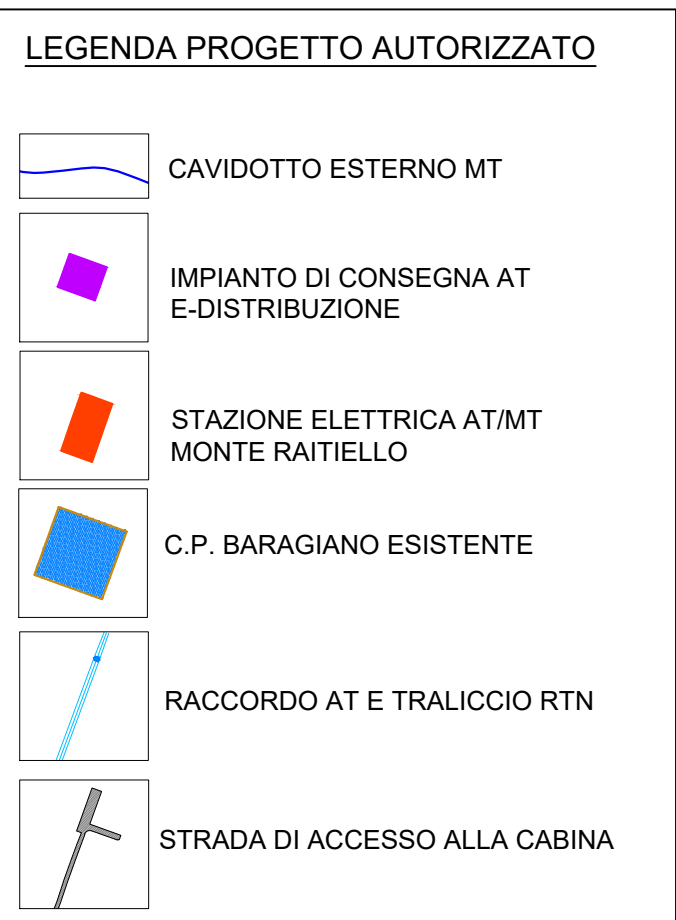 LEGENDA PROGETTO AUTORIZZATO
CAVIDOTTO ESTERNO MT
IMPIANTO DI CONSEGNA AT
E-DISTRIBUZIONE
STAZIONE ELETTRICA AT/MT
MONTE RAITIELLO
C.P. BARAGIANO ESISTENTE
RACCORDO AT E TRALICCIO RTN
STRADA DI ACCESSO ALLA CABINA